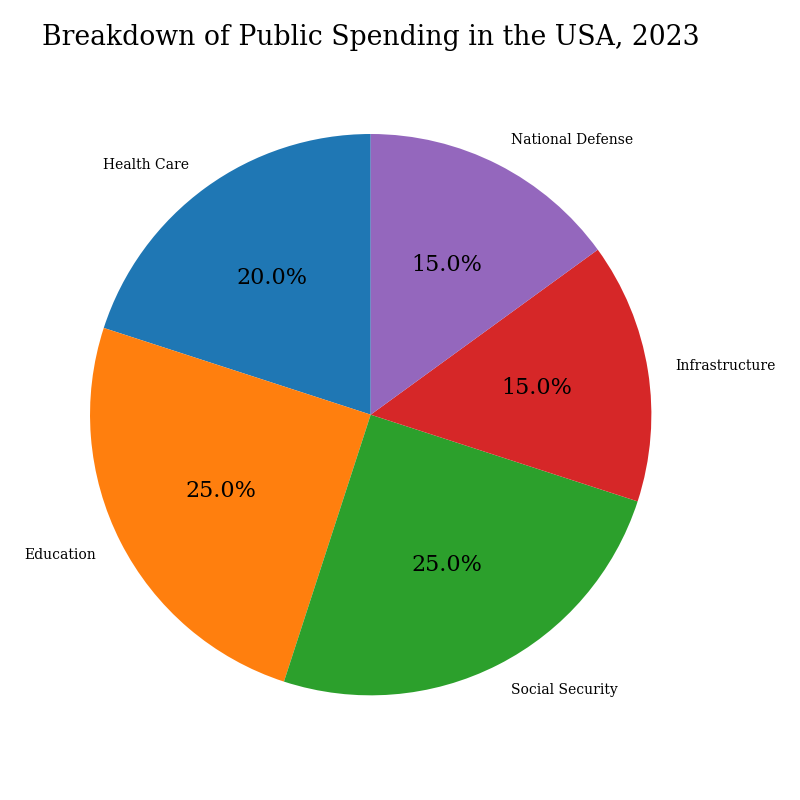 Breakdown of Public Spending in the USA, 2023
National Defense
Health Care
15.0%
20.0%
Infrastructure
15.0%
25.0%
Education
25.0%
Social Security